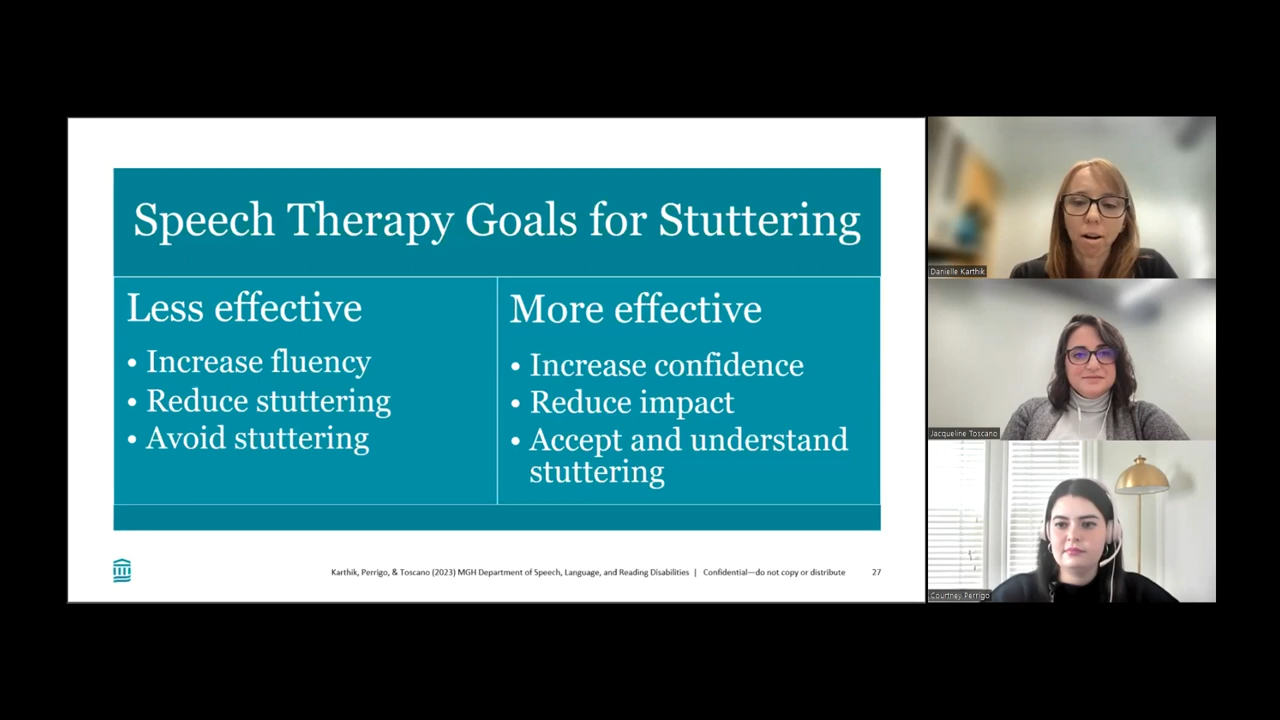 Speech Therapy Goals for Stuttering
Less effective
• Increase fluency
• Reduce stuttering
• Avoid stuttering
More effective
• Increase confidence
• Reduce impact
• Accept and understand
stuttering
Karthik, Perrigo, & Toscano (2023) MGH Department of Speech, Language, and Reading Disabilities | Confidential—do not copy or distribute 27
Danielle Karthik
Jacqueline Toscano
Courtney Perrigo